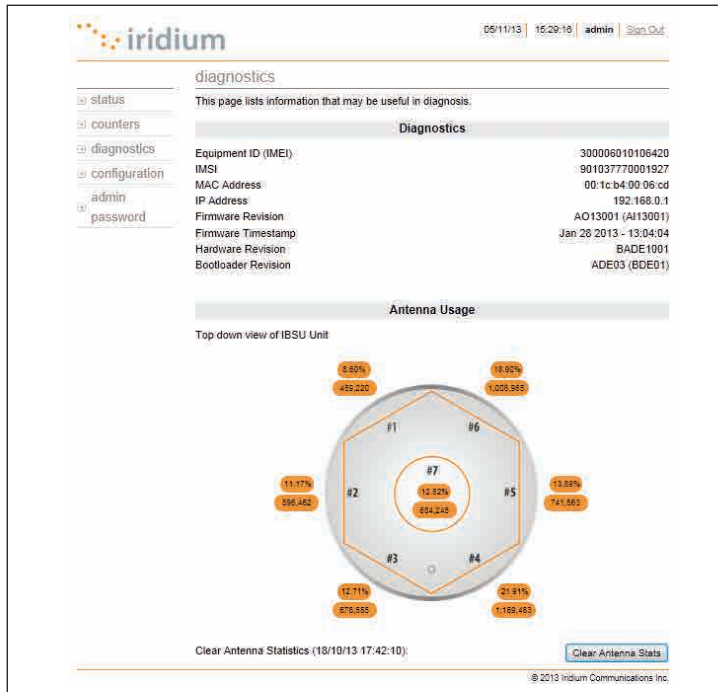 iridium
05/11/13 | 15:29:16 | admin | Sign Out
diagnostics
status
counters
diagnostics
configuration
admin
password
This page lists information that may be useful in diagnosis.
Diagnostics
Equipment ID (IMEI) 300006010106420
IMSI 901037770001927
MAC Address 00:1c:b4:00:06:cd
IP Address 192.168.0.1
Firmware Revision AO13001 (AI13001)
Firmware Timestamp Jan 28 2013 - 13:04:04
Hardware Revision BADE1001
Bootloader Revision ADE03 (BDE01)
Antenna Usage
Top down view of IBSU Unit
8.60% 18.90%
459,220 1,008,965
#1 #6
#7
11.17% 12.82% 13.89%
#2 #5
596,462 684,248 741,563
#3 #4
12.71% 21.91%
678,555 1,169,483
Clear Antenna Statistics (18/10/13 17:42:10): Clear Antenna Stats
© 2013 Iridium Communications Inc.